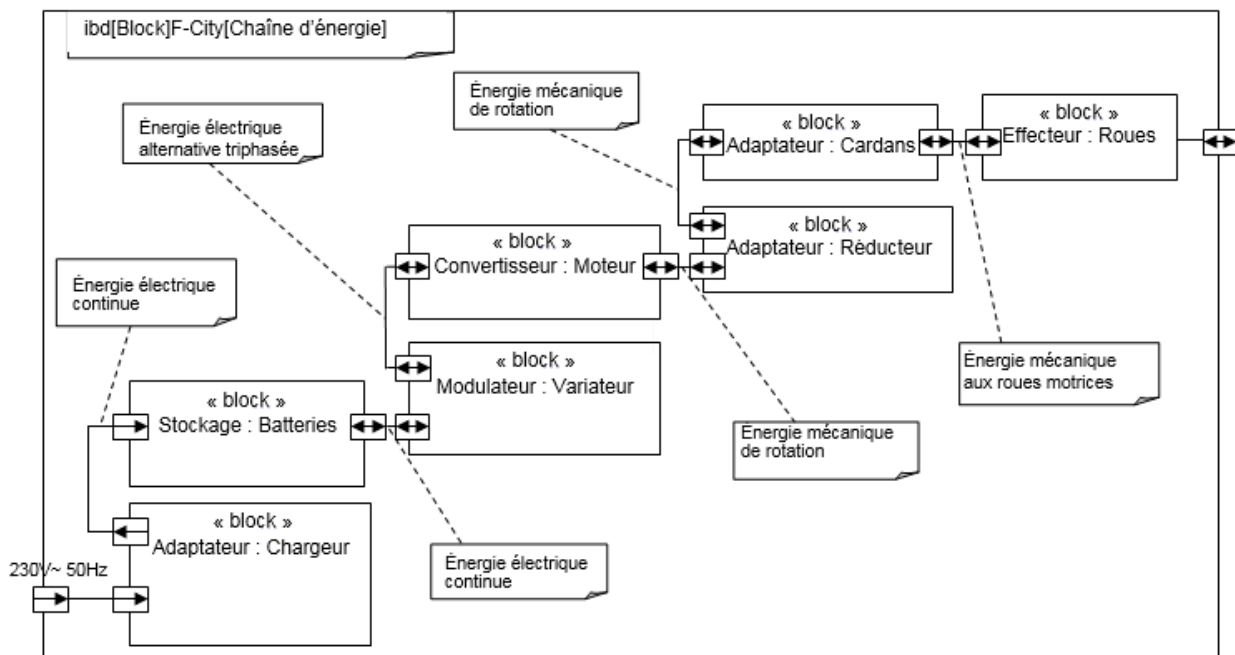 ibd[Block]F-City[Chaîne d'énergie]
Énergie mécanique
de rotation
Énergie électrique
alternative triphasée
« block »
Adaptateur : Cardans
« block »
Effecteur : Roues
« block »
Adaptateur : Réducteur
« block »
Convertisseur : Moteur
Énergie électrique
continue
« block »
Modulateur : Variateur
Énergie mécanique
aux roues motrices
« block »
Stockage : Batteries
Énergie mécanique
de rotation
« block »
Adaptateur : Chargeur
Énergie électrique
continue
230V~ 50Hz